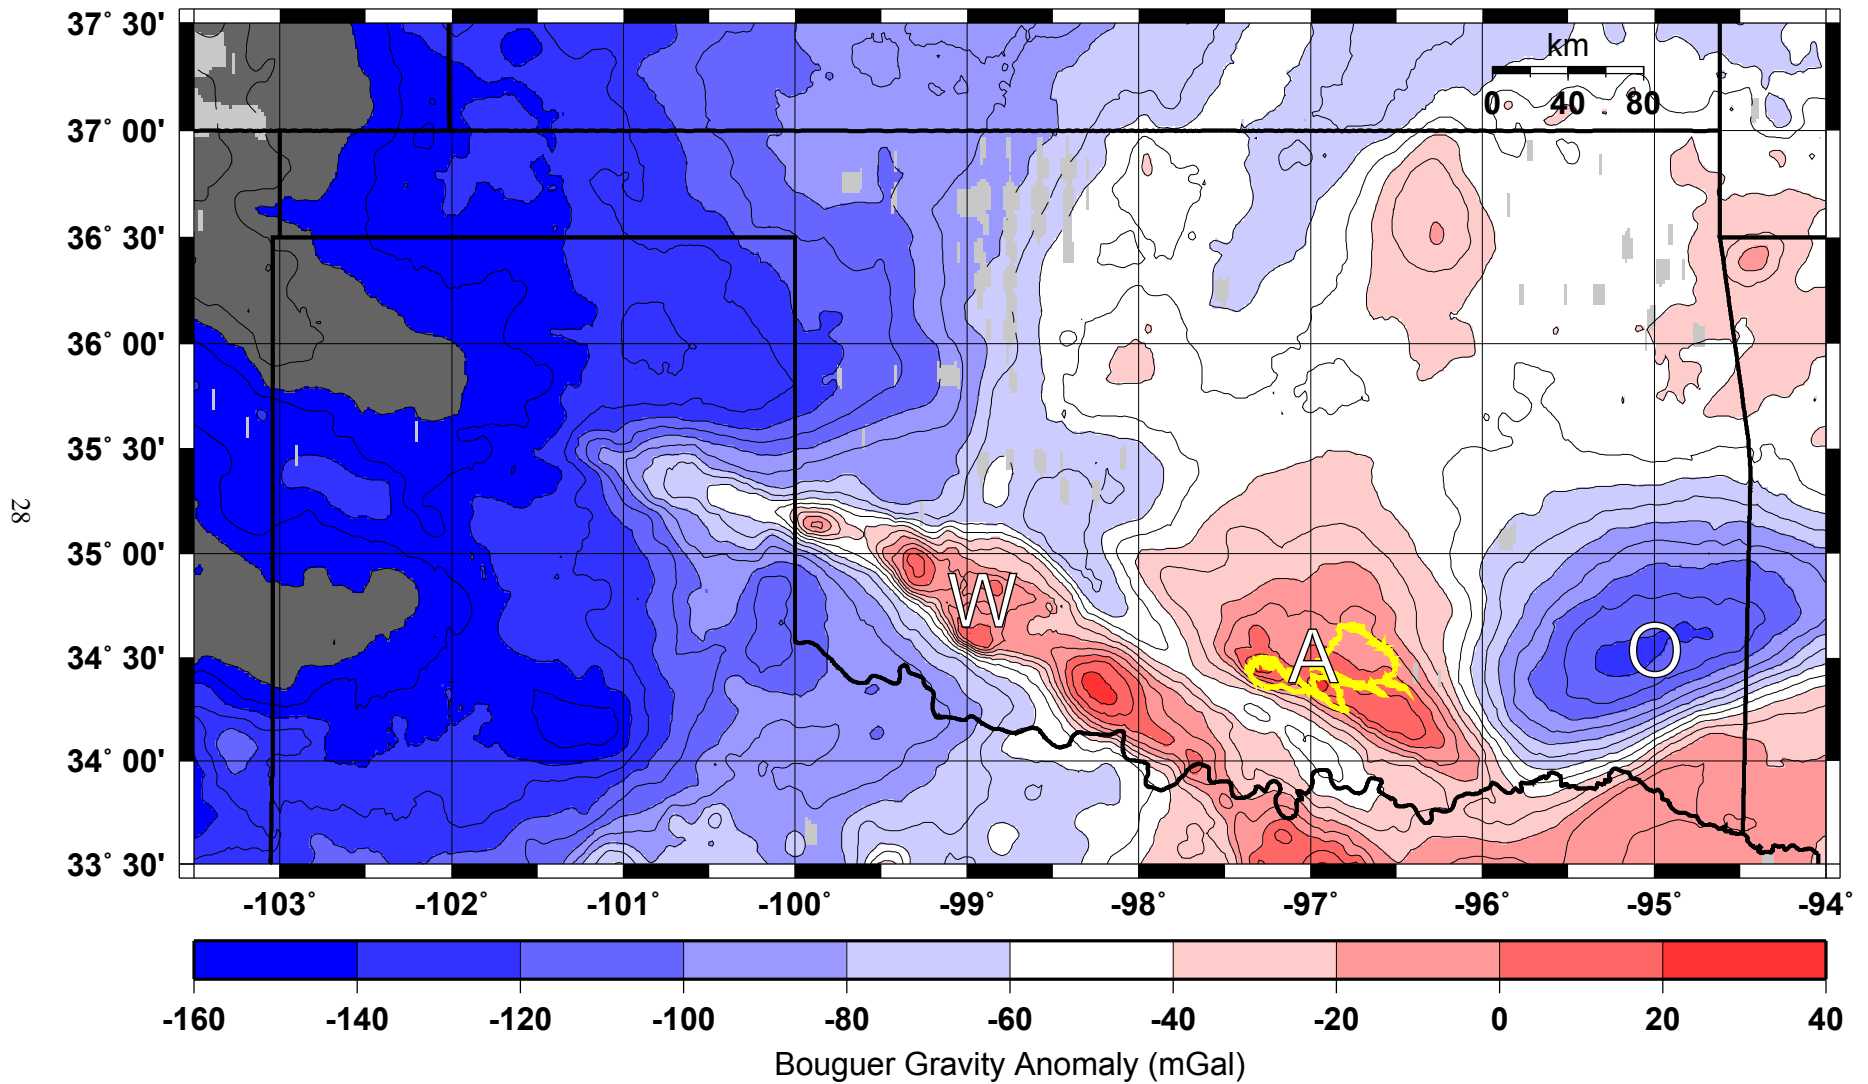 37° 30'
37° 00'
36° 30'
36° 00'
35° 30'
35° 00'
34° 30'
34° 00'
33° 30'
km
0 40 80
28
W
A
O
-103° -102° -101° -100° -99° -98° -97° -96° -95° -94°
-160 -140 -120 -100 -80 -60 -40 -20 0 20 40
Bouguer Gravity Anomaly (mGal)